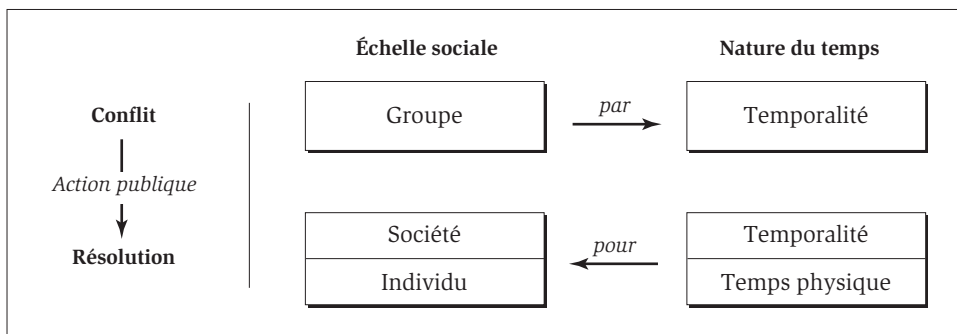 Échelle sociale
Nature du temps
Conflit
Groupe
par
Temporalité
Action publique
Résolution
Société
Individu
pour
Temporalité
Temps physique